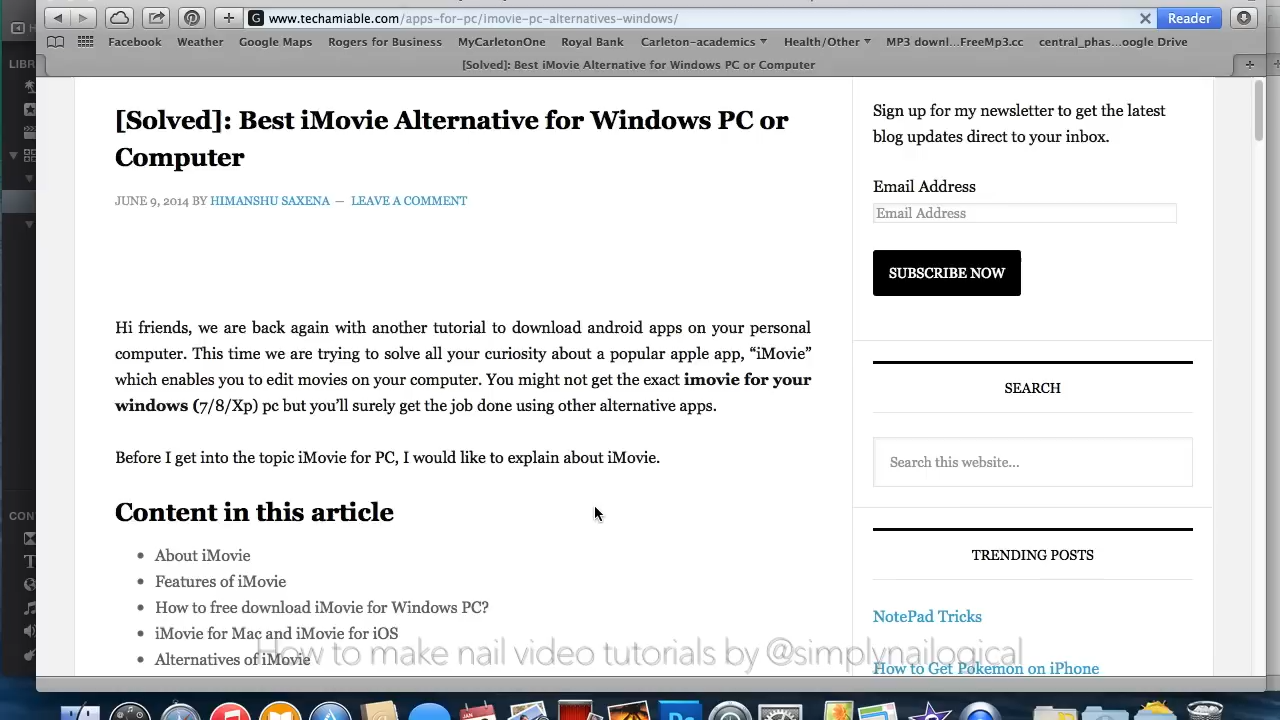 www.techamiable.com/apps-for-pc/imovie-pc-alternatives-windows/
Reader
Facebook Weather Google Maps Rogers for Business MyCarletonOne Royal Bank Carleton-academics Health/Other MP3 downl...FreeMp3.cc central_phas...oogle Drive
[Solved]: Best iMovie Alternative for Windows PC or Computer
LIBR
CON
[Solved]: Best iMovie Alternative for Windows PC or
Computer
JUNE 9, 2014 BY HIMANSHU SAXENA — LEAVE A COMMENT
Hi friends, we are back again with another tutorial to download android apps on your personal
computer. This time we are trying to solve all your curiosity about a popular apple app, “iMovie”
which enables you to edit movies on your computer. You might not get the exact imovie for your
windows (7/8/Xp) pc but you’ll surely get the job done using other alternative apps.
Before I get into the topic iMovie for PC, I would like to explain about iMovie.
Content in this article
• About iMovie
• Features of iMovie
• How to free download iMovie for Windows PC?
• iMovie for Mac and iMovie for iOS
• Alternatives of iMovie
Sign up for my newsletter to get the latest
blog updates direct to your inbox.
Email Address
Email Address
SUBSCRIBE NOW
SEARCH
Search this website...
TRENDING POSTS
NotePad Tricks
How to Get Pokemon on iPhone
How to make nail video tutorials by @simplynailogical
JAN
Ps